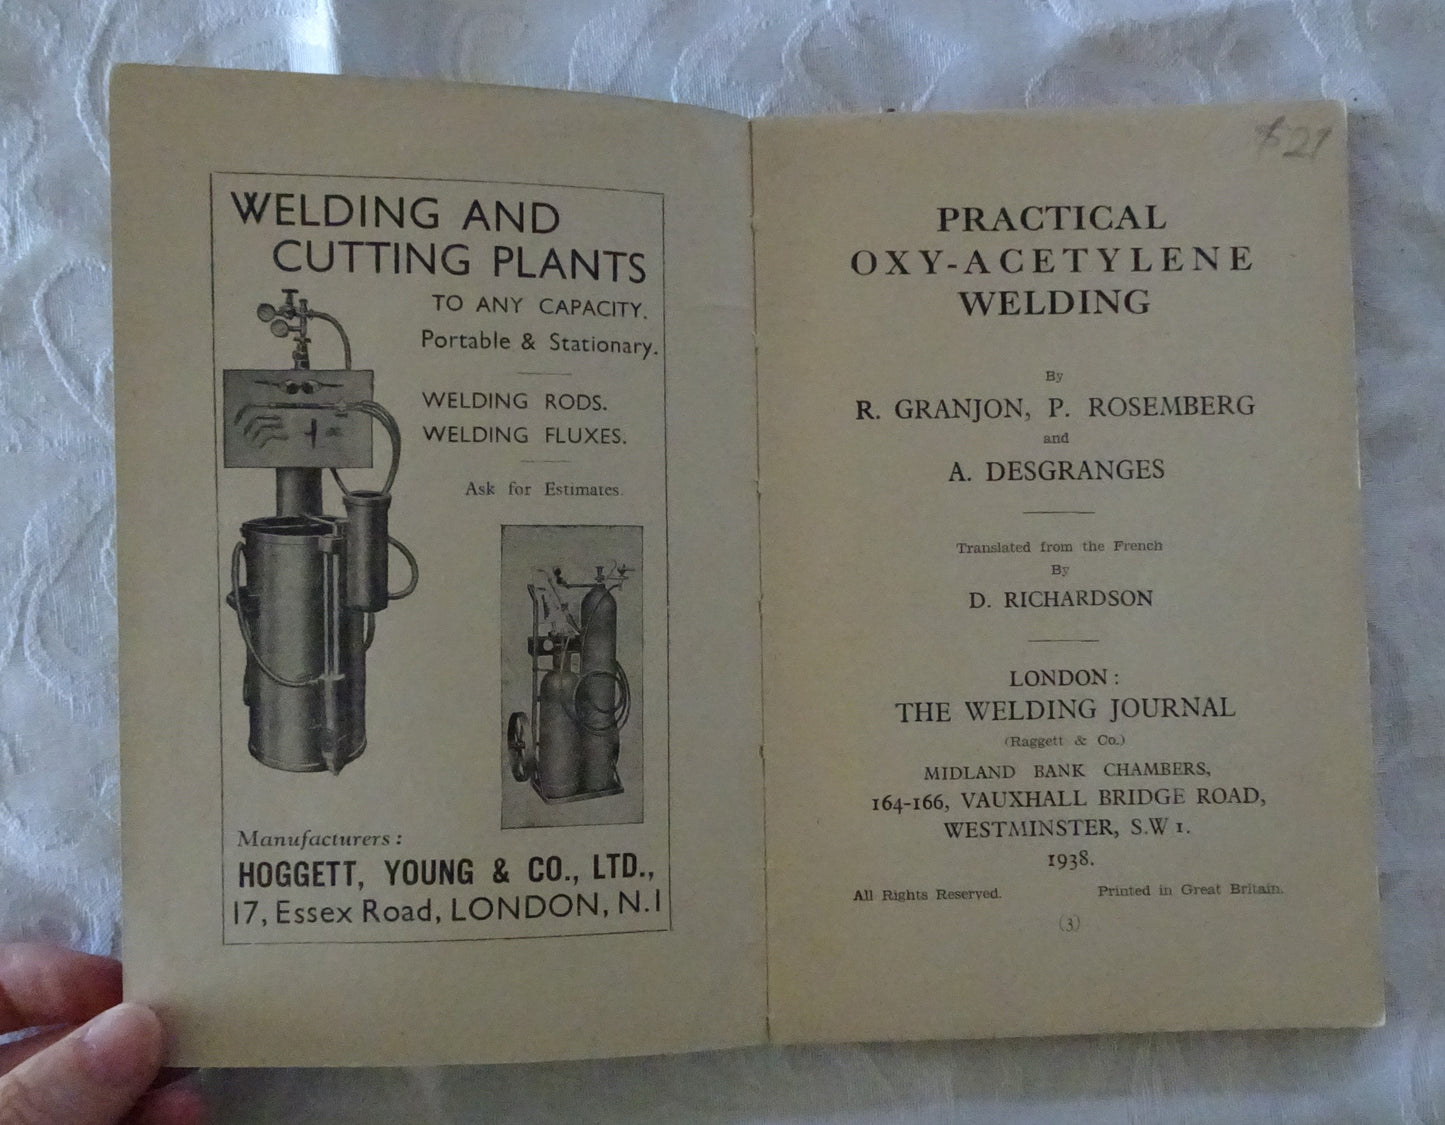 WELDING AND
CUTTING PLANTS
TO ANY CAPACITY.
Portable & Stationary.
WELDING RODS.
WELDING FLUXES.
Ask for Estimates.
Manufacturers:
HOGGETT, YOUNG & CO., LTD.,
17, Essex Road, LONDON, N.1
$21
PRACTICAL
OXY-ACETYLENE
WELDING
By
R. GRANJON, P. ROSEMBERG
and
A. DESGRANGES
Translated from the French
By
D. RICHARDSON
LONDON:
THE WELDING JOURNAL
(Raggett & Co.)
MIDLAND BANK CHAMBERS,
164-166, VAUXHALL BRIDGE ROAD,
WESTMINSTER, S.W 1.
1938.
All Rights Reserved. Printed in Great Britain.
(3)